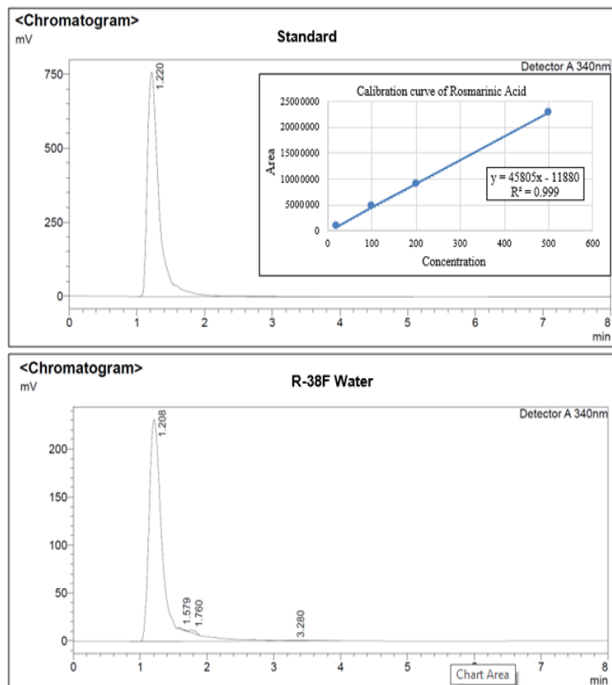 <Chromatogram>
mV
Standard
Detector A 340nm
750
500
250
0
1.220
Calibration curve of Rosmarinic Acid
25000000
20000000
15000000
10000000
5000000
0
Area
y = 45805x - 11880
R² = 0.999
0 100 200 300 400 500 600
Concentration
0 1 2 3 4 5 6 7 8
min
<Chromatogram>
mV
R-38F Water
Detector A 340nm
200
150
100
50
0
1.208
1.579
1.760
3.280
0 1 2 3 4 5 6 7 8
min
Chart Area